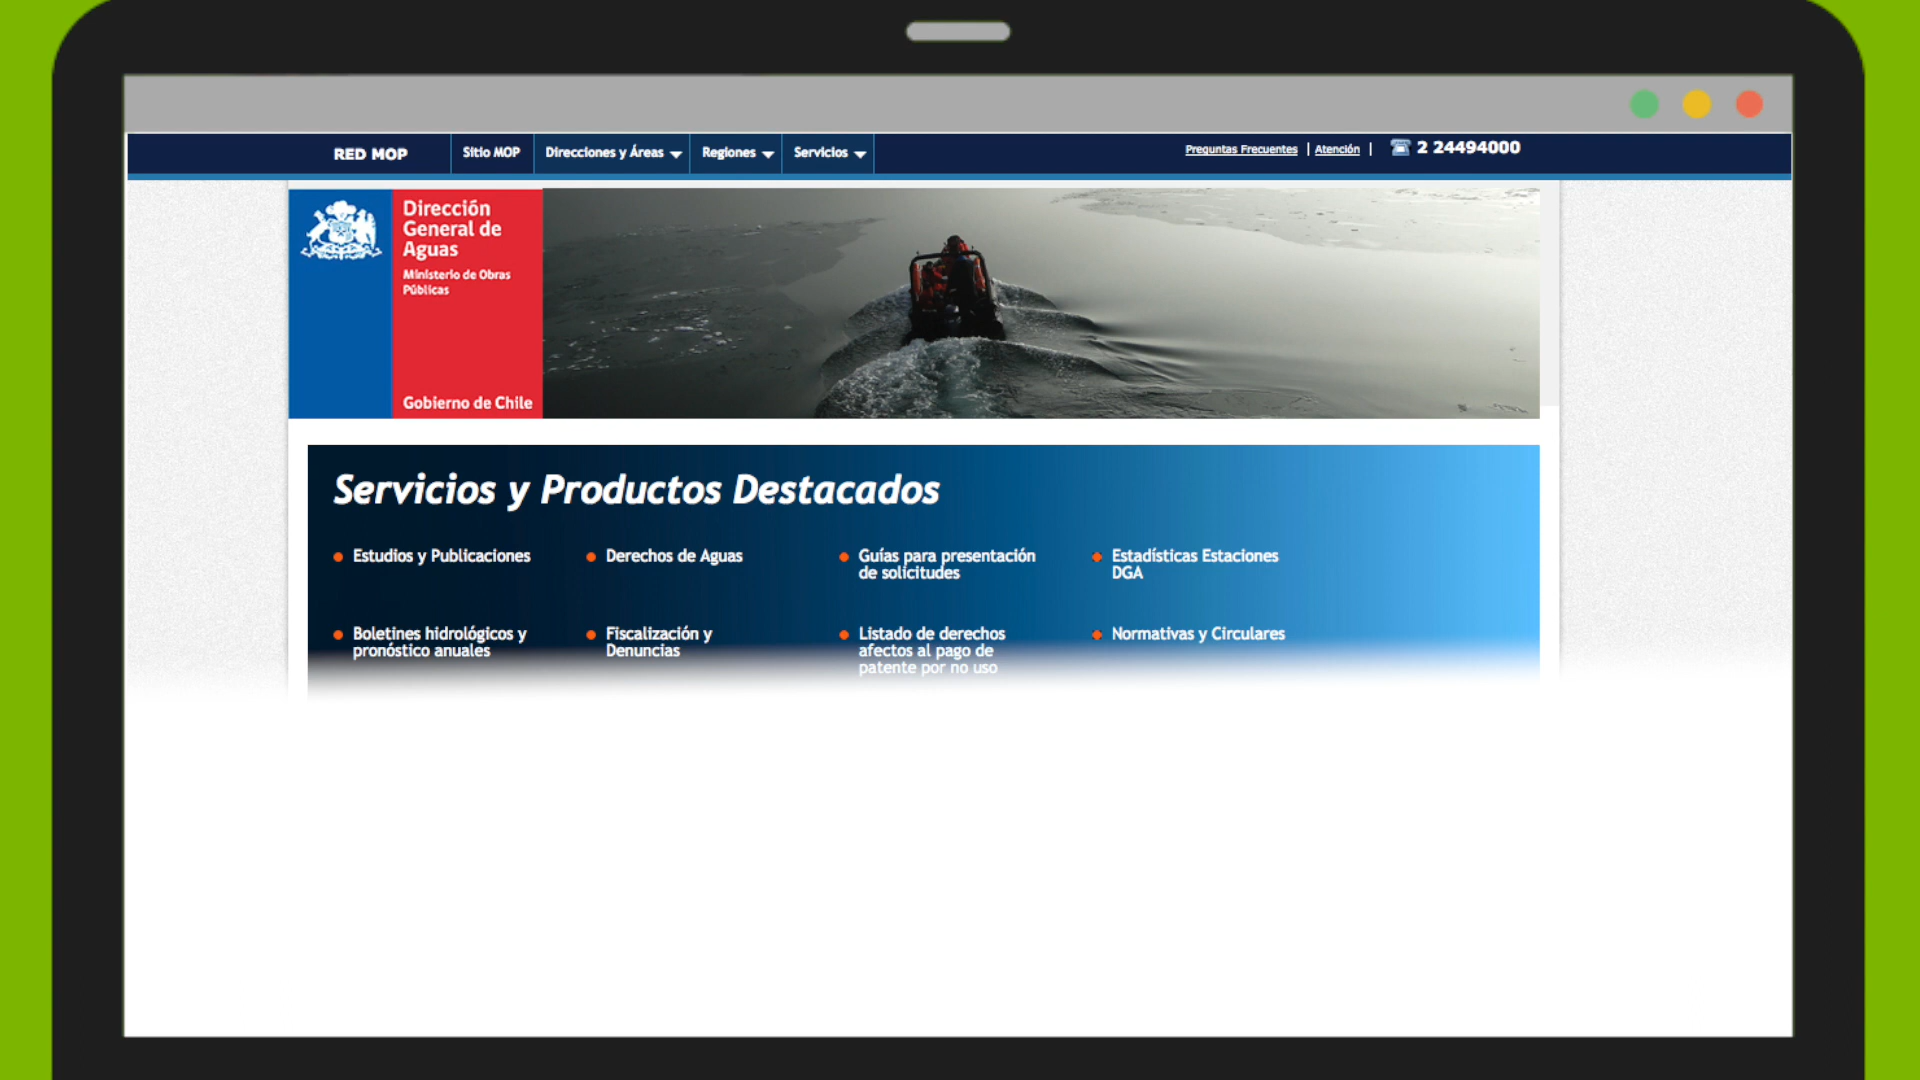 RED MOP
Sitio MOP
Direcciones y Áreas
Regiones
Servicios
Preguntas Frecuentes | Atención |
2 24494000
Dirección
General de
Aguas
Ministerio de Obras
Públicas
Gobierno de Chile
Servicios y Productos Destacados
Estudios y Publicaciones
Derechos de Aguas
Guías para presentación
de solicitudes
Estadísticas Estaciones
DGA
Boletines hidrológicos y
pronóstico anuales
Fiscalización y
Denuncias
Listado de derechos
afectos al pago de
patente por no uso
Normativas y Circulares